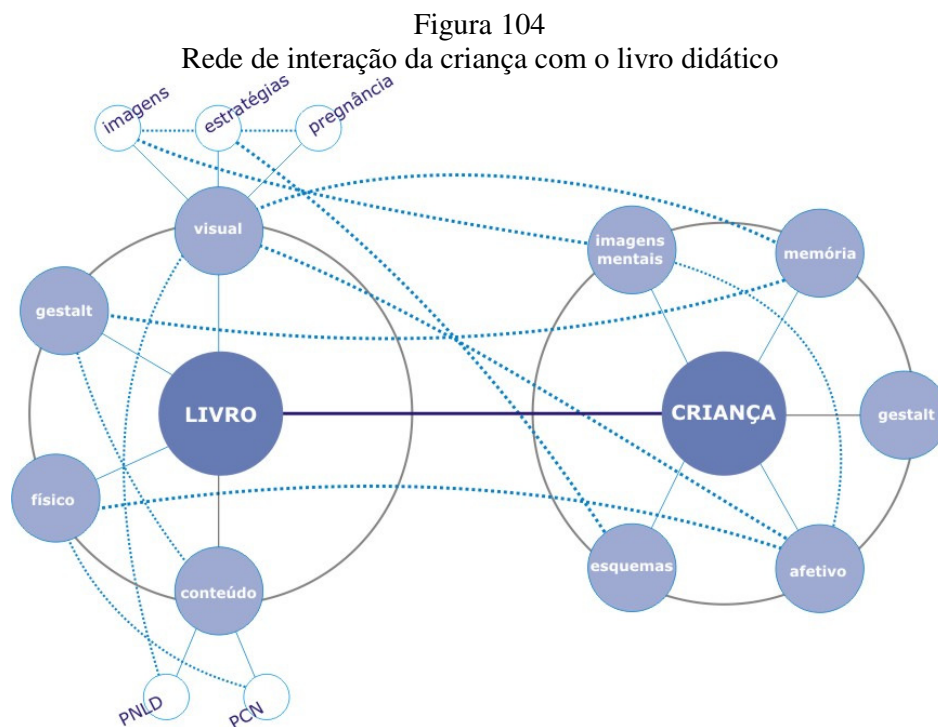 Figura 104
Rede de interação da criança com o livro didático
imagens
estratégias
pregnância
visual
gestalt
LIVRO
físico
conteúdo
PNLD
PCN
imagens
mentais
memória
CRIANÇA
gestalt
esquemas
afetivo